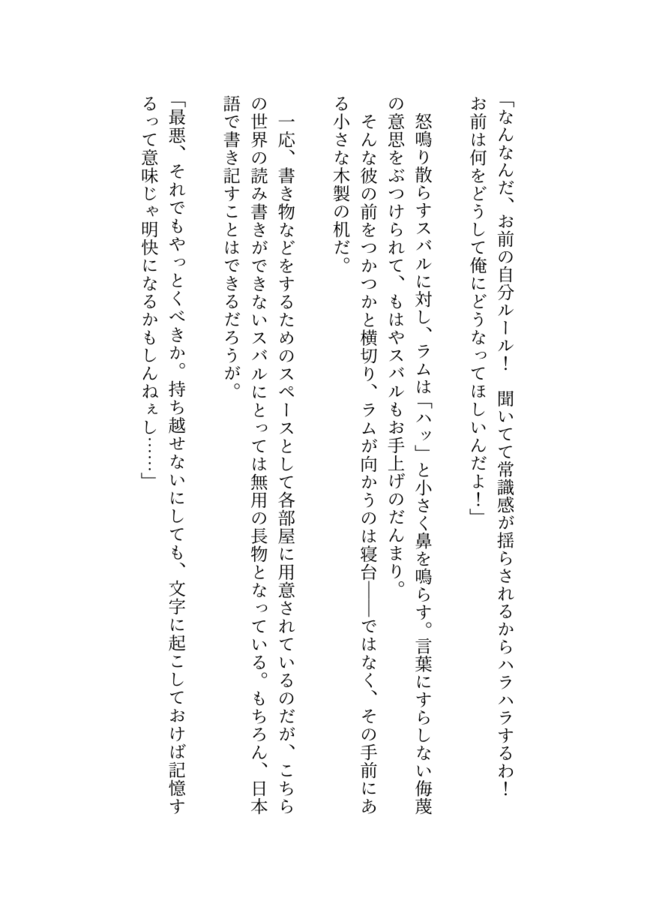 「なんなんだ、お前の自分ルール！　聞いてて常識感が揺らされるからハラハラするわ！
お前は何をどうして俺にどうなってほしいんだよ！」
　怒鳴り散らすスバルに対し、ラムは「ハッ」と小さく鼻を鳴らす。言葉にすらしない侮蔑
の意思をぶつけられて、もはやスバルもお手上げのだんまり。
　そんな彼の前をつかつかと横切り、ラムが向かうのは寝台――ではなく、その手前にあ
る小さな木製の机だ。
　一応、書き物などをするためのスペースとして各部屋に用意されているのだが、こちら
の世界の読み書きができないスバルにとっては無用の長物となっている。もちろん、日本
語で書き記すことはできるだろうが。
「最悪、それでもやっとくべきか。持ち越せないにしても、文字に起こしておけば記憶す
るって意味じゃ明快になるかもしんねぇし……」